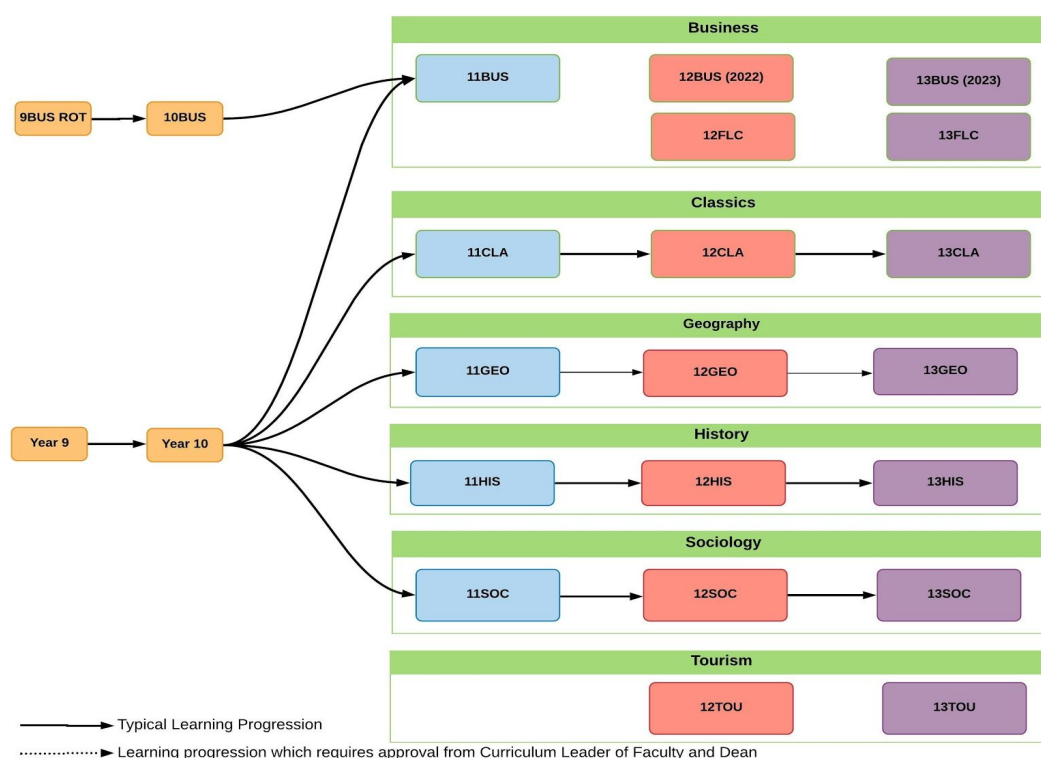 Business
11BUS
12BUS (2022)
13BUS (2023)
9BUS ROT
10BUS
12FLC
13FLC
Classics
11CLA
12CLA
13CLA
Geography
11GEO
12GEO
13GEO
Year 9
Year 10
History
11HIS
12HIS
13HIS
Sociology
11SOC
12SOC
13SOC
Tourism
12TOU
13TOU
Typical Learning Progression
Learning progression which requires approval from Curriculum Leader of Faculty and Dean